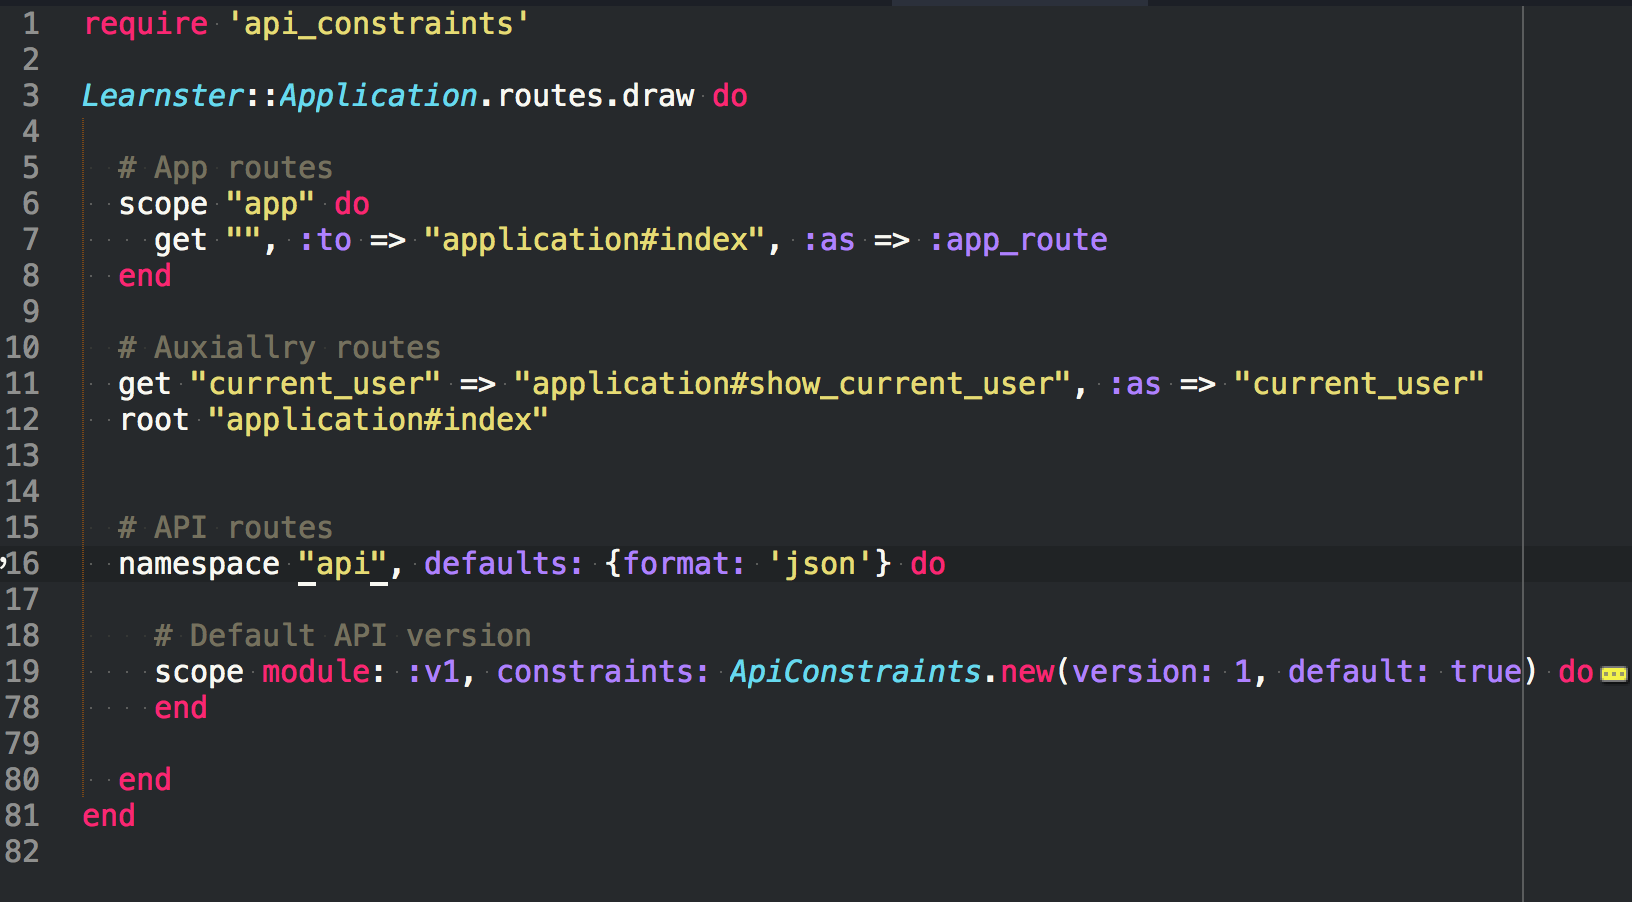 1 require 'api_constraints'
2
3 Learnster::Application.routes.draw do
4
5 # App routes
6 scope "app" do
7 get "", :to => "application#index", :as => :app_route
8 end
9
10 # Auxiallry routes
11 get "current_user" => "application#show_current_user", :as => "current_user"
12 root "application#index"
13
14
15 # API routes
16 namespace "api", defaults: {format: 'json'} do
17
18 # Default API version
19 scope module: :v1, constraints: ApiConstraints.new(version: 1, default: true) do
78 end
79
80 end
81 end
82